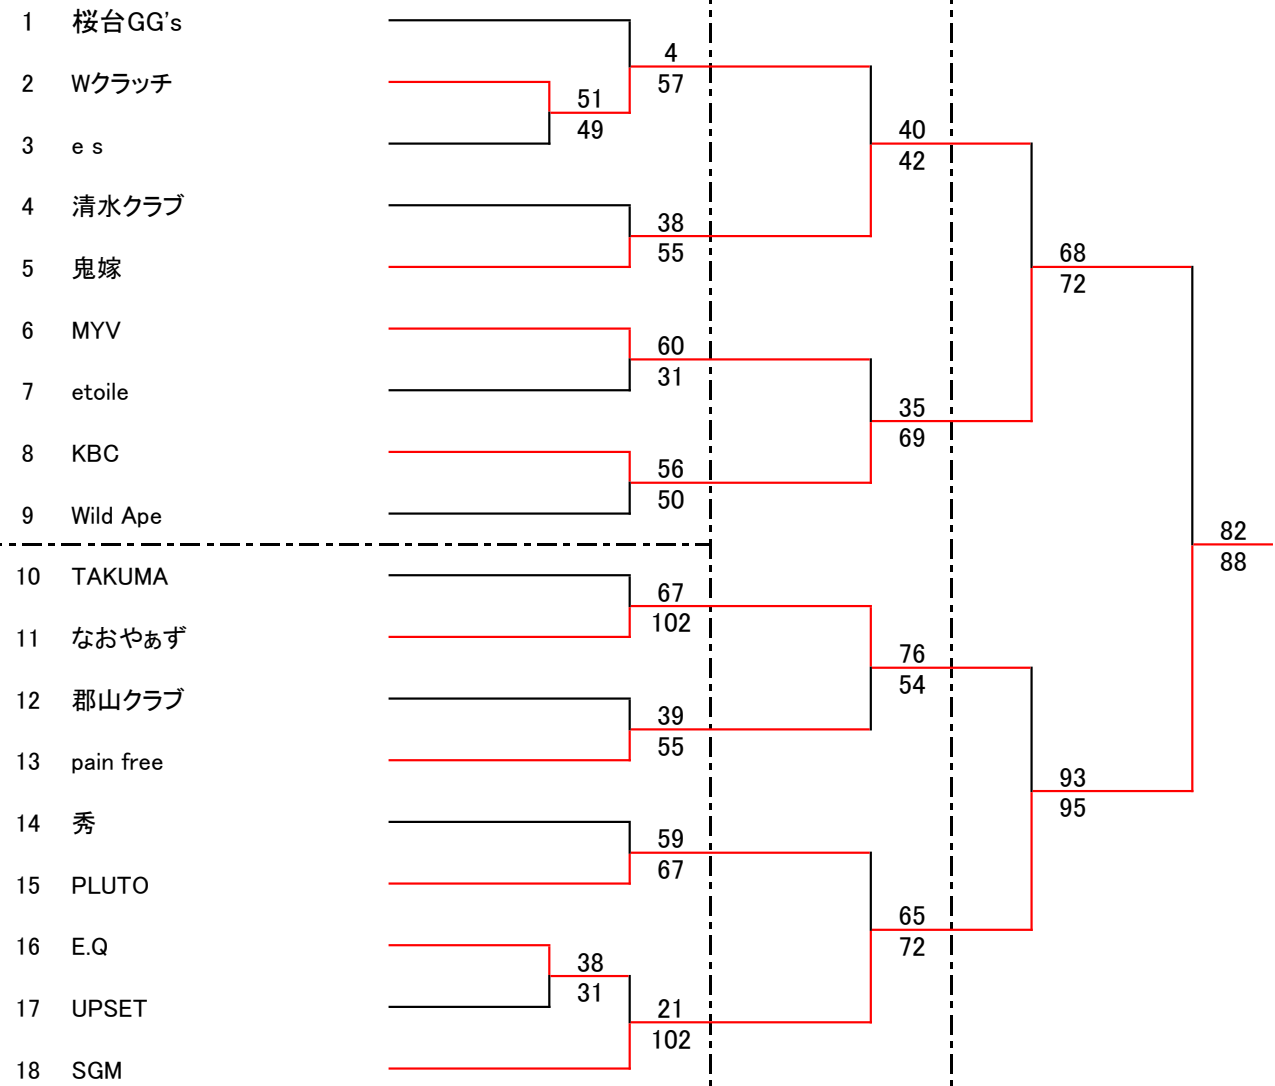 1 桜台GG's
4
57
2 Wクラッチ
51
49
3 e s
40
42
4 清水クラブ
38
55
5 鬼嫁
68
72
6 MYV
60
31
7 etoile
35
69
8 KBC
56
50
9 Wild Ape
82
88
10 TAKUMA
67
102
11 なおやぁず
76
54
12 郡山クラブ
39
55
13 pain free
93
95
14 秀
59
67
15 PLUTO
65
72
16 E.Q
38
31
17 UPSET
21
102
18 SGM